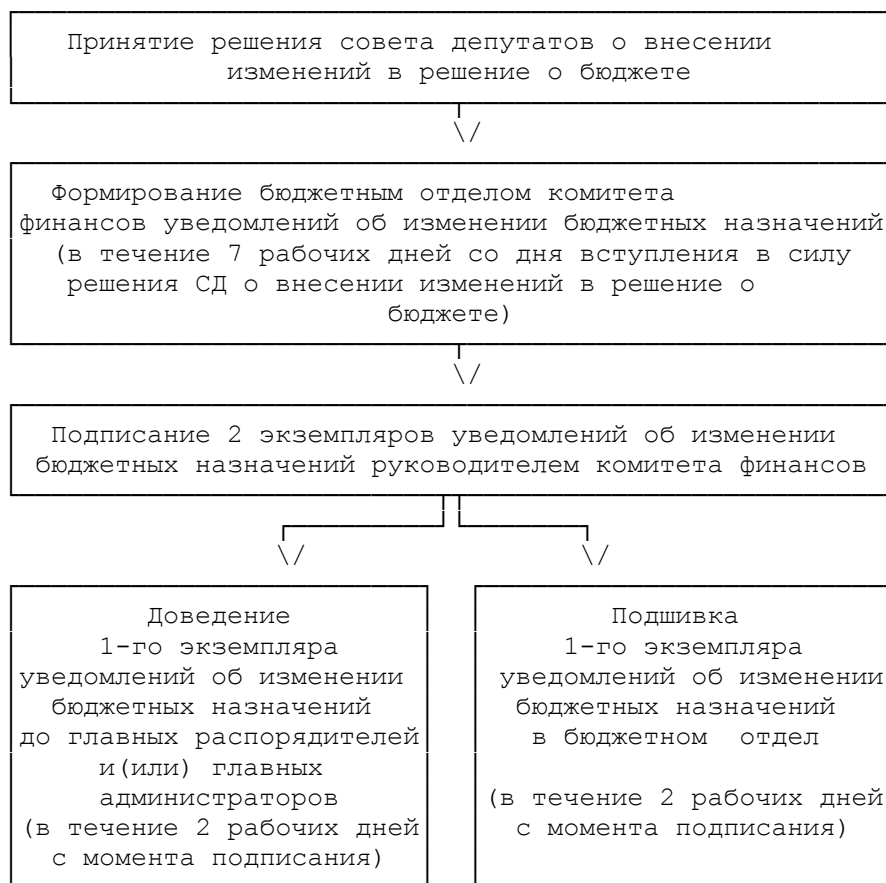 Принятие решения совета депутатов о внесении
изменений в решение о бюджете
\/
Формирование бюджетным отделом комитета
финансов уведомлений об изменении бюджетных назначений
(в течение 7 рабочих дней со дня вступления в силу
решения СД о внесении изменений в решение о
бюджете)
\/
Подписание 2 экземпляров уведомлений об изменении
бюджетных назначений руководителем комитета финансов
\/ \/
Доведение
1-го экземпляра
уведомлений об изменении
бюджетных назначений
до главных распорядителей
и(или) главных
администраторов
(в течение 2 рабочих дней
с момента подписания)
Подшивка
1-го экземпляра
уведомлений об изменении
бюджетных назначений
в бюджетном отдел
(в течение 2 рабочих дней
с момента подписания)